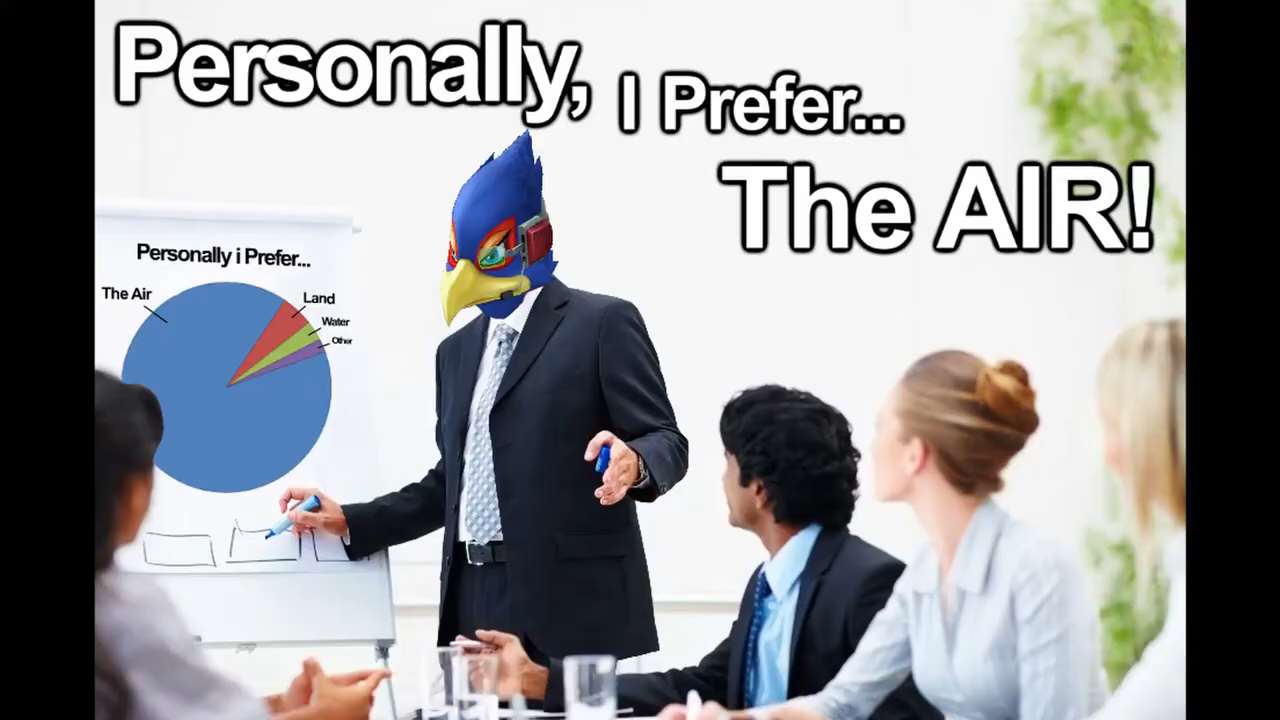 Personally,
I Prefer...
The AIR!
Personally i Prefer...
The Air
Land
Water
Other